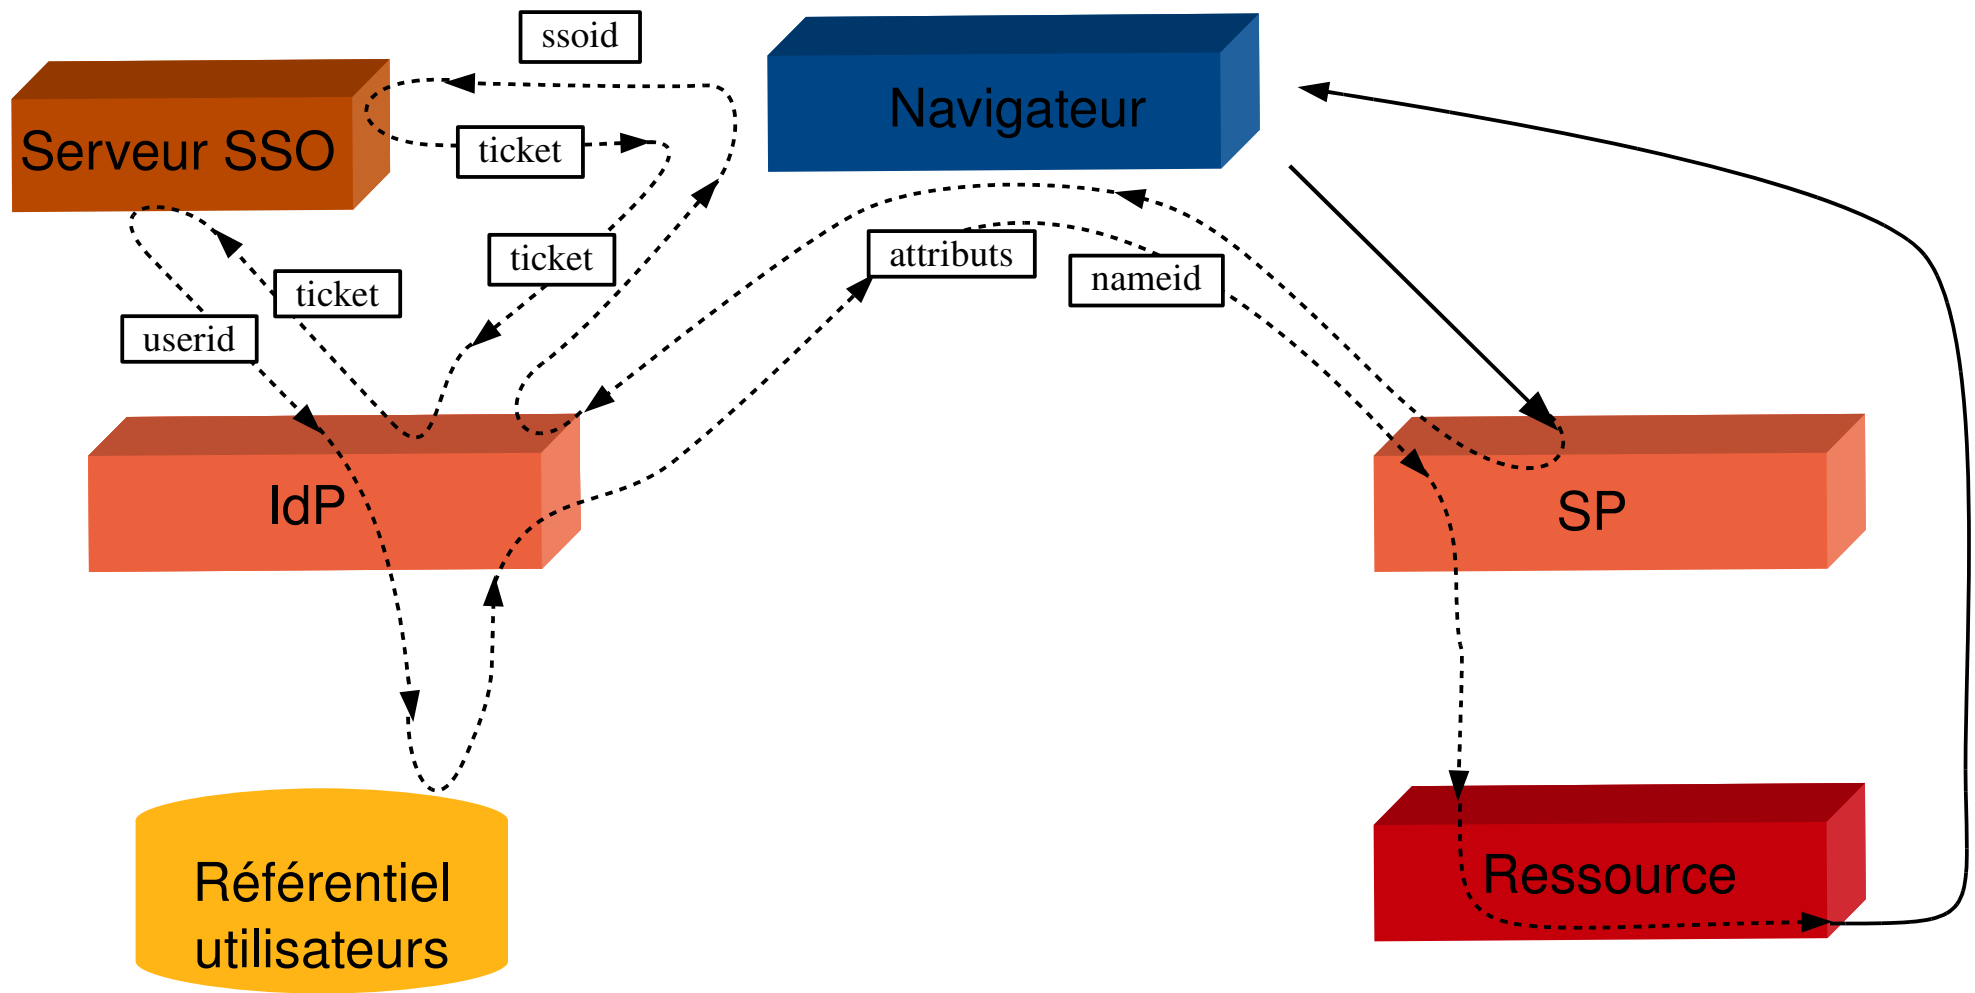 ssoid
Navigateur
Serveur SSO
ticket
ticket
attributs
nameid
ticket
userid
IdP
SP
Référentiel
utilisateurs
Ressource